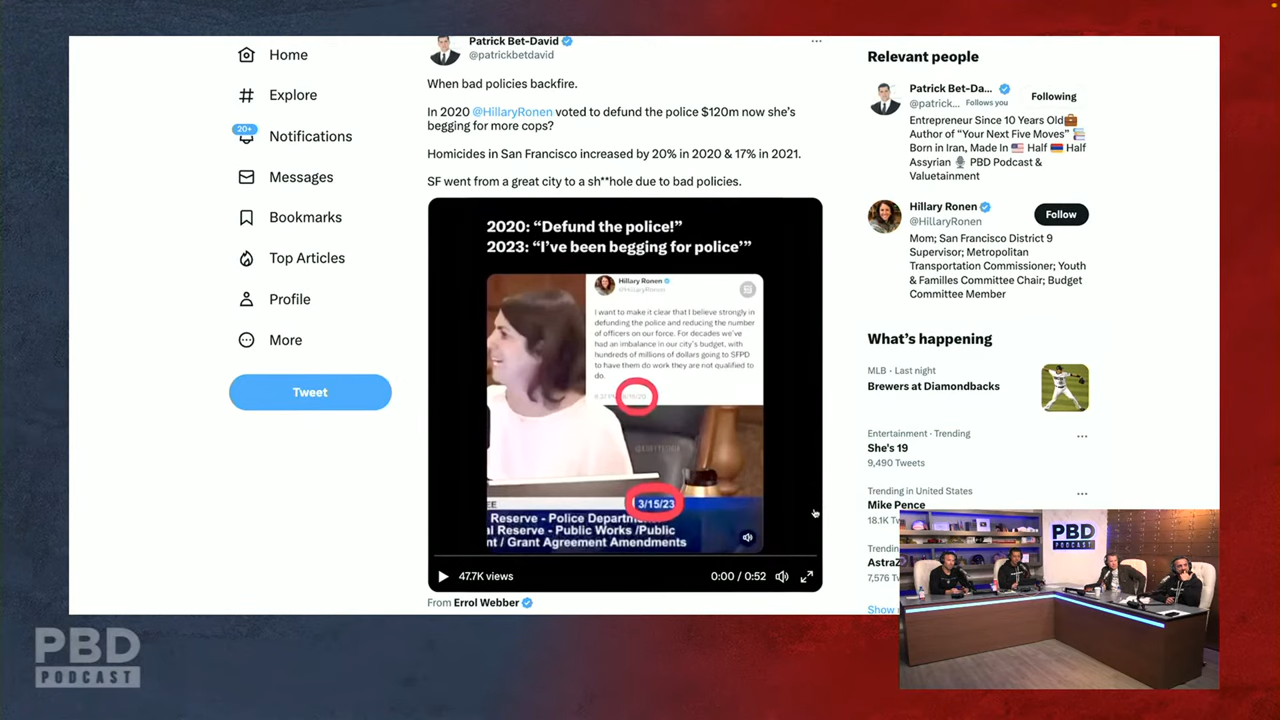 Home
Explore
20+
Notifications
Messages
Bookmarks
Top Articles
Profile
More
Tweet
Patrick Bet-David
@patrickbetdavid
When bad policies backfire.
In 2020 @HillaryRonen voted to defund the police $120m now she's
begging for more cops?
Homicides in San Francisco increased by 20% in 2020 & 17% in 2021.
SF went from a great city to a sh**hole due to bad policies.
2020: “Defund the police!”
2023: “I’ve been begging for police’”
Hillary Ronen
@HillaryRonen
I want to make it clear that I believe strongly in
defunding the police and reducing the number
of officers on our force. For decades we've
had an imbalance in our city's budget, with
hundreds of millions of dollars going to SFPD
to have them do work they are not qualified to
do.
3/15/23
EE
Reserve - Police Departm
al Reserve - Public Works /Public
nt / Grant Agreement Amendments
47.7K views
0:00 / 0:52
From Errol Webber
Relevant people
Patrick Bet-Da...
@patrick... Follows you
Following
Entrepreneur Since 10 Years Old
Author of “Your Next Five Moves”
Born in Iran, Made In Half Half
Assyrian PBD Podcast &
Valuetainment
Hillary Ronen
@HillaryRonen
Follow
Mom; San Francisco District 9
Supervisor; Metropolitan
Transportation Commissioner; Youth
& Families Committee Chair; Budget
Committee Member
What’s happening
MLB · Last night
Brewers at Diamondbacks
Entertainment · Trending
She's 19
9,490 Tweets
Trending in United States
Mike Pence
18.1K T
Trendin
AstraZ
7,576 Tv
Show
PBD
PODCAST
PBD
PODCAST